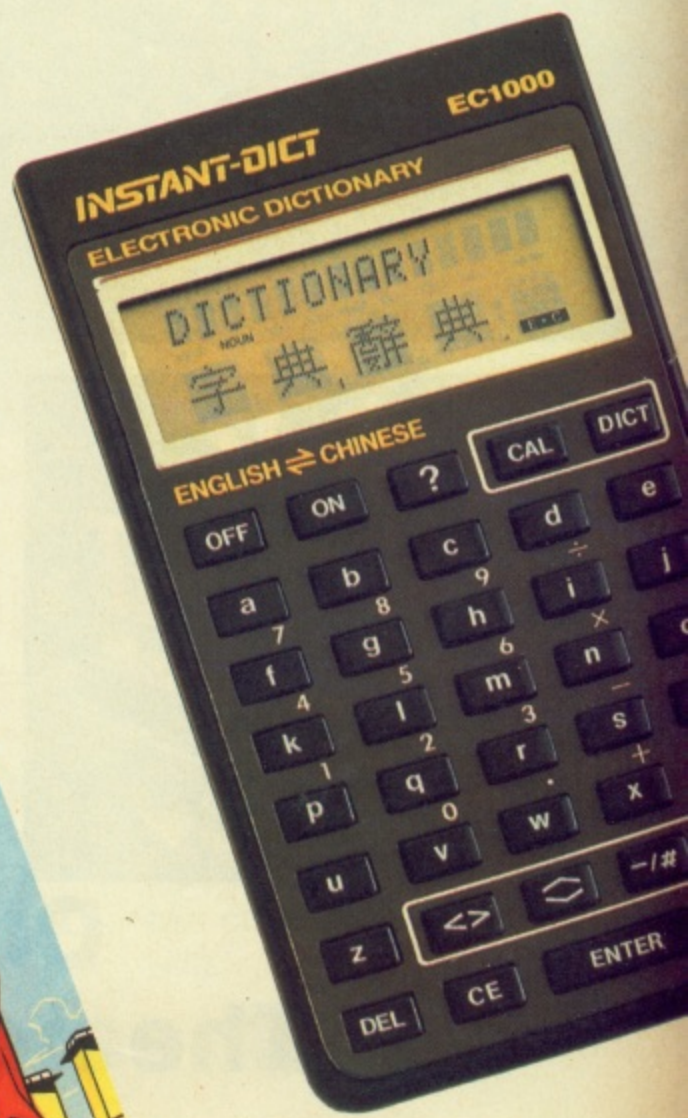 INSTANT-DICT EC1000
ELECTRONIC DICTIONARY
DICTIONARY
NOUN
字典,辭典.
ENGLISH ⇌ CHINESE
OFF ON ? CAL DICT
a b c d e
7 8 9 ÷
f g h i j
4 5 6 ×
k l m n
1 2 3 −
p q r s
0 . +
u v w x
z <> ︿﹀ -/#
DEL CE ENTER